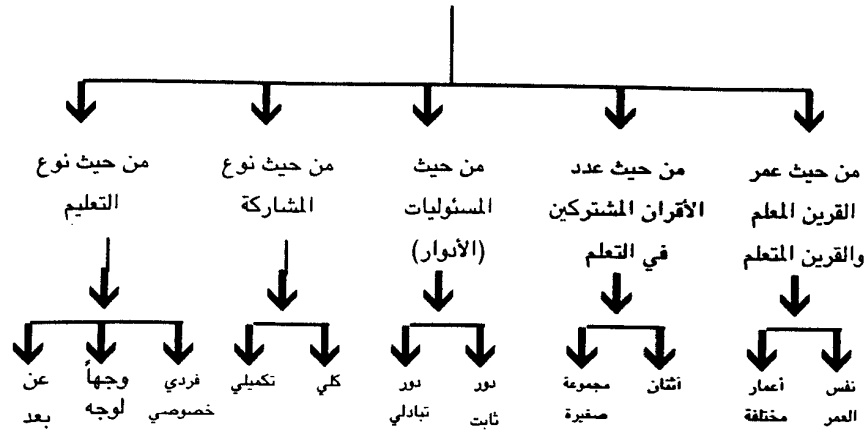 من حيث عمر
القرين المعلم
والقرين المتعلم
من حيث عدد
الأقران المشتركين
في التعلم
من حيث
المسئوليات
(الأدوار)
من حيث نوع
المشاركة
من حيث نوع
التعليم
نفس
العمر
أعمار
مختلفة
اثنان
مجموعة
صغيرة
دور
ثابت
دور
تبادلي
كلي
تكميلي
فردي
خصوصي
وجهاً
لوجه
عن
بعد